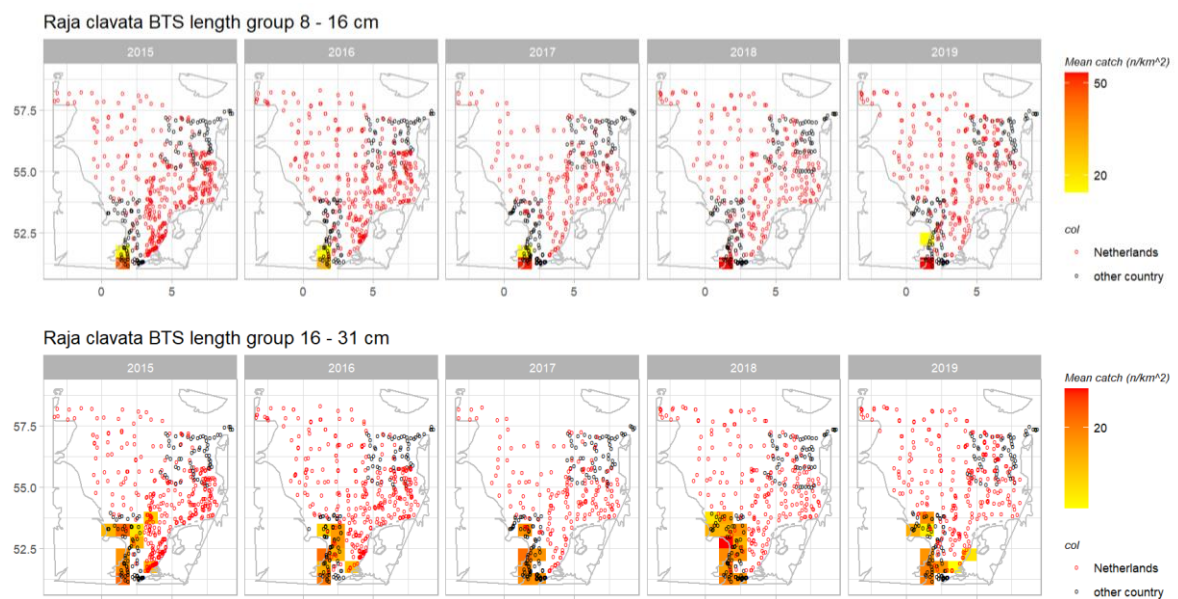 Raja clavata BTS length group 8 - 16 cm
2015 2016 2017 2018 2019
57.5
55.0
52.5
0 5 0 5 0 5 0 5 0 5
Mean catch (n/km^2)
50
20
col
Netherlands
other country
Raja clavata BTS length group 16 - 31 cm
2015 2016 2017 2018 2019
57.5
55.0
52.5
Mean catch (n/km^2)
20
col
Netherlands
other country